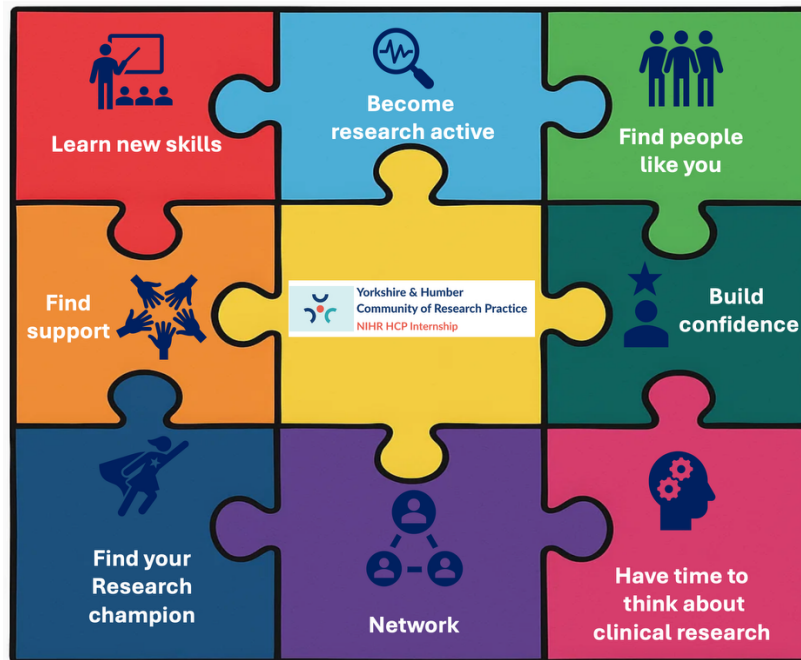 Learn new skills
Become
research active
Find people
like you
Find
support
Yorkshire & Humber
Community of Research Practice
NIHR HCP Internship
Build
confidence
Find your
Research
champion
Network
Have time to
think about
clinical research